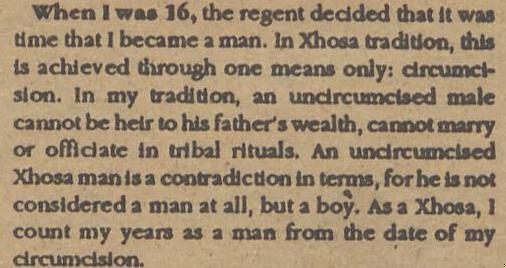 When I was 16, the regent decided that it was
time that I became a man. In Xhosa tradition, this
is achieved through one means only: circumci-
sion. In my tradition, an uncircumcised male
cannot be heir to his father's wealth, cannot marry
or officiate in tribal rituals. An uncircumcised
Xhosa man is a contradiction in terms, for he is not
considered a man at all, but a boy. As a Xhosa, I
count my years as a man from the date of my
circumcision.